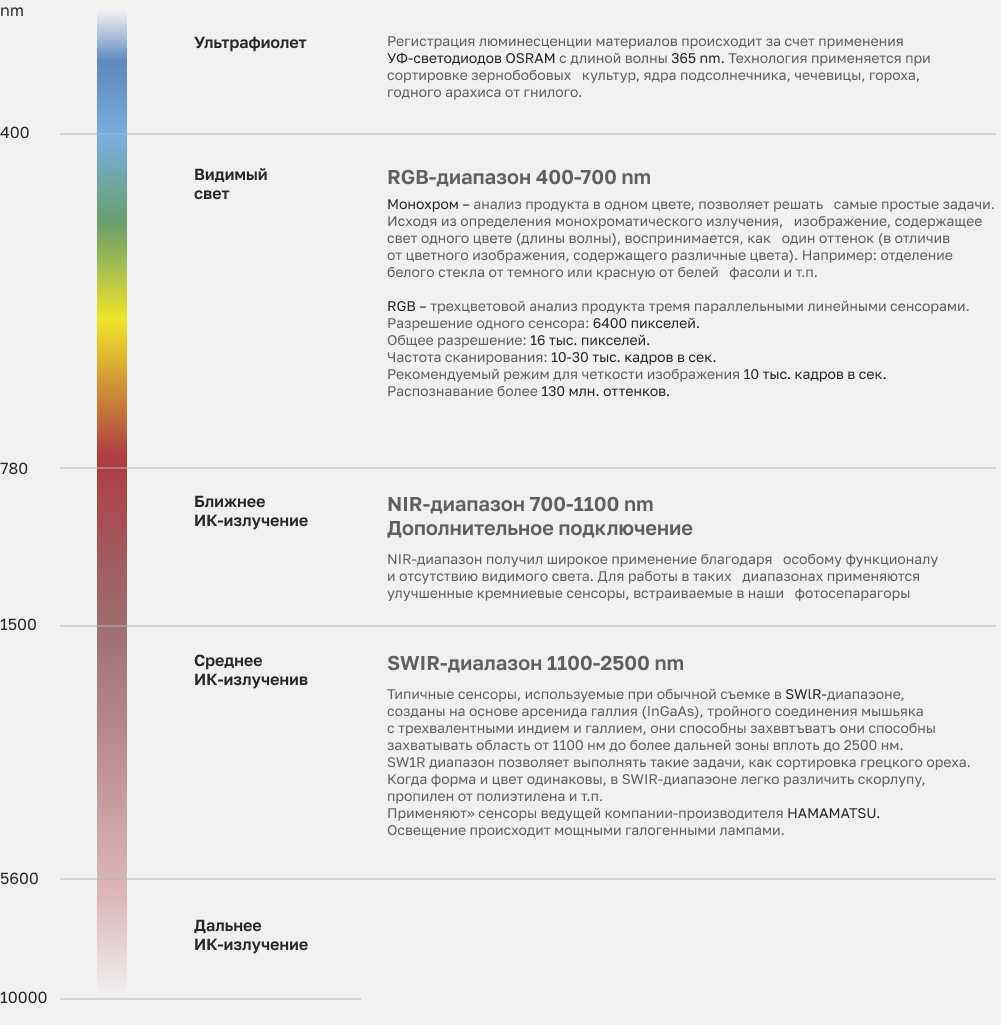 nm
Ультрафиолет
Регистрация люминесценции материалов происходит за счет применения
УФ-светодиодов OSRAM с длиной волны 365 nm. Технология применяется при
сортировке зернобобовых культур, ядра подсолнечника, чечевицы, гороха,
годного арахиса от гнилого.
400
Видимый
свет
RGB-диапазон 400-700 nm
Монохром – анализ продукта в одном цвете, позволяет решать самые простые задачи.
Исходя из определения монохроматического излучения, изображение, содержащее
свет одного цвете (длины волны), воспринимается, как один оттенок (в отличив
от цветного изображения, содержащего различные цвета). Например: отделение
белого стекла от темного или красную от белей фасоли и т.п.
RGB – трехцветовой анализ продукта тремя параллельными линейными сенсорами.
Разрешение одного сенсора: 6400 пикселей.
Общее разрешение: 16 тыс. пикселей.
Частота сканирования: 10-30 тыс. кадров в сек.
Рекомендуемый режим для четкости изображения 10 тыс. кадров в сек.
Распознавание более 130 млн. оттенков.
780
Ближнее
ИК-излучение
NIR-диапазон 700-1100 nm
Дополнительное подключение
NIR-диапазон получил широкое применение благодаря особому функционалу
и отсутствию видимого света. Для работы в таких диапазонах применяются
улучшенные кремниевые сенсоры, встраиваемые в наши фотосепарагоры
1500
Среднее
ИК-излученив
SWIR-диалазон 1100-2500 nm
Типичные сенсоры, используемые при обычной съемке в SWlR-диапаэоне,
созданы на основе арсенида галлия (InGaAs), тройного соединения мышьяка
с трехвалентными индием и галлием, они способны захввтъватъ они способны
захватывать область от 1100 нм до более дальней зоны вплоть до 2500 нм.
SW1R диапазон позволяет выполнять такие задачи, как сортировка грецкого ореха.
Когда форма и цвет одинаковы, в SWIR-диапаэоне легко различить скорлупу,
пропилен от полиэтилена и т.п.
Применяют» сенсоры ведущей компании-производителя HAMAMATSU.
Освещение происходит мощными галогенными лампами.
5600
Дальнее
ИК-излучение
10000